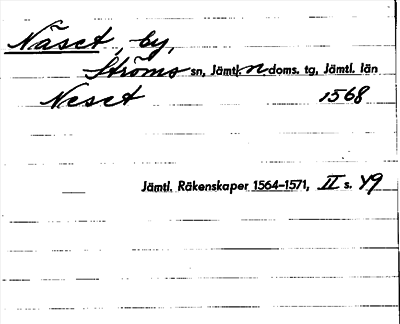 Näset, by,
Ströms sn, Jämtl. n doms. tg, Jämtl. län
Neset 1568
Jämtl. Räkenskaper 1564–1571, II s. 49